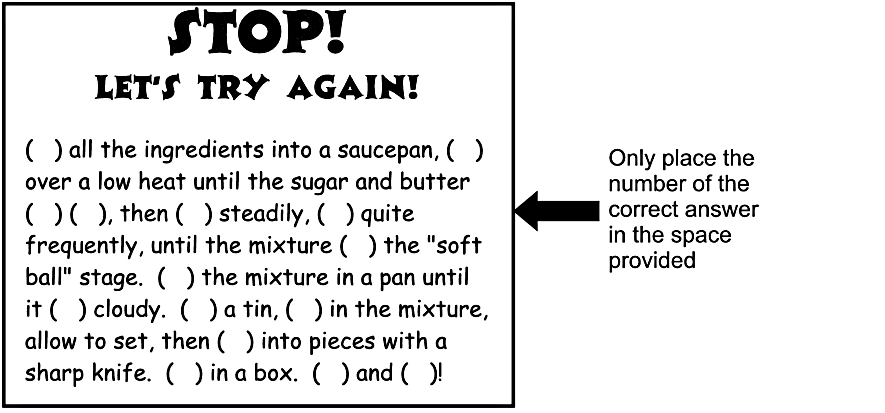 STOP!
LET'S TRY AGAIN!
(   ) all the ingredients into a saucepan, (   )
over a low heat until the sugar and butter
(   ) (   ), then (   ) steadily, (   ) quite
frequently, until the mixture (   ) the "soft
ball" stage.  (   ) the mixture in a pan until
it (   ) cloudy.  (   ) a tin, (   ) in the mixture,
allow to set, then (   ) into pieces with a
sharp knife.  (   ) in a box.  (   ) and (   )!
Only place the
number of the
correct answer
in the space
provided